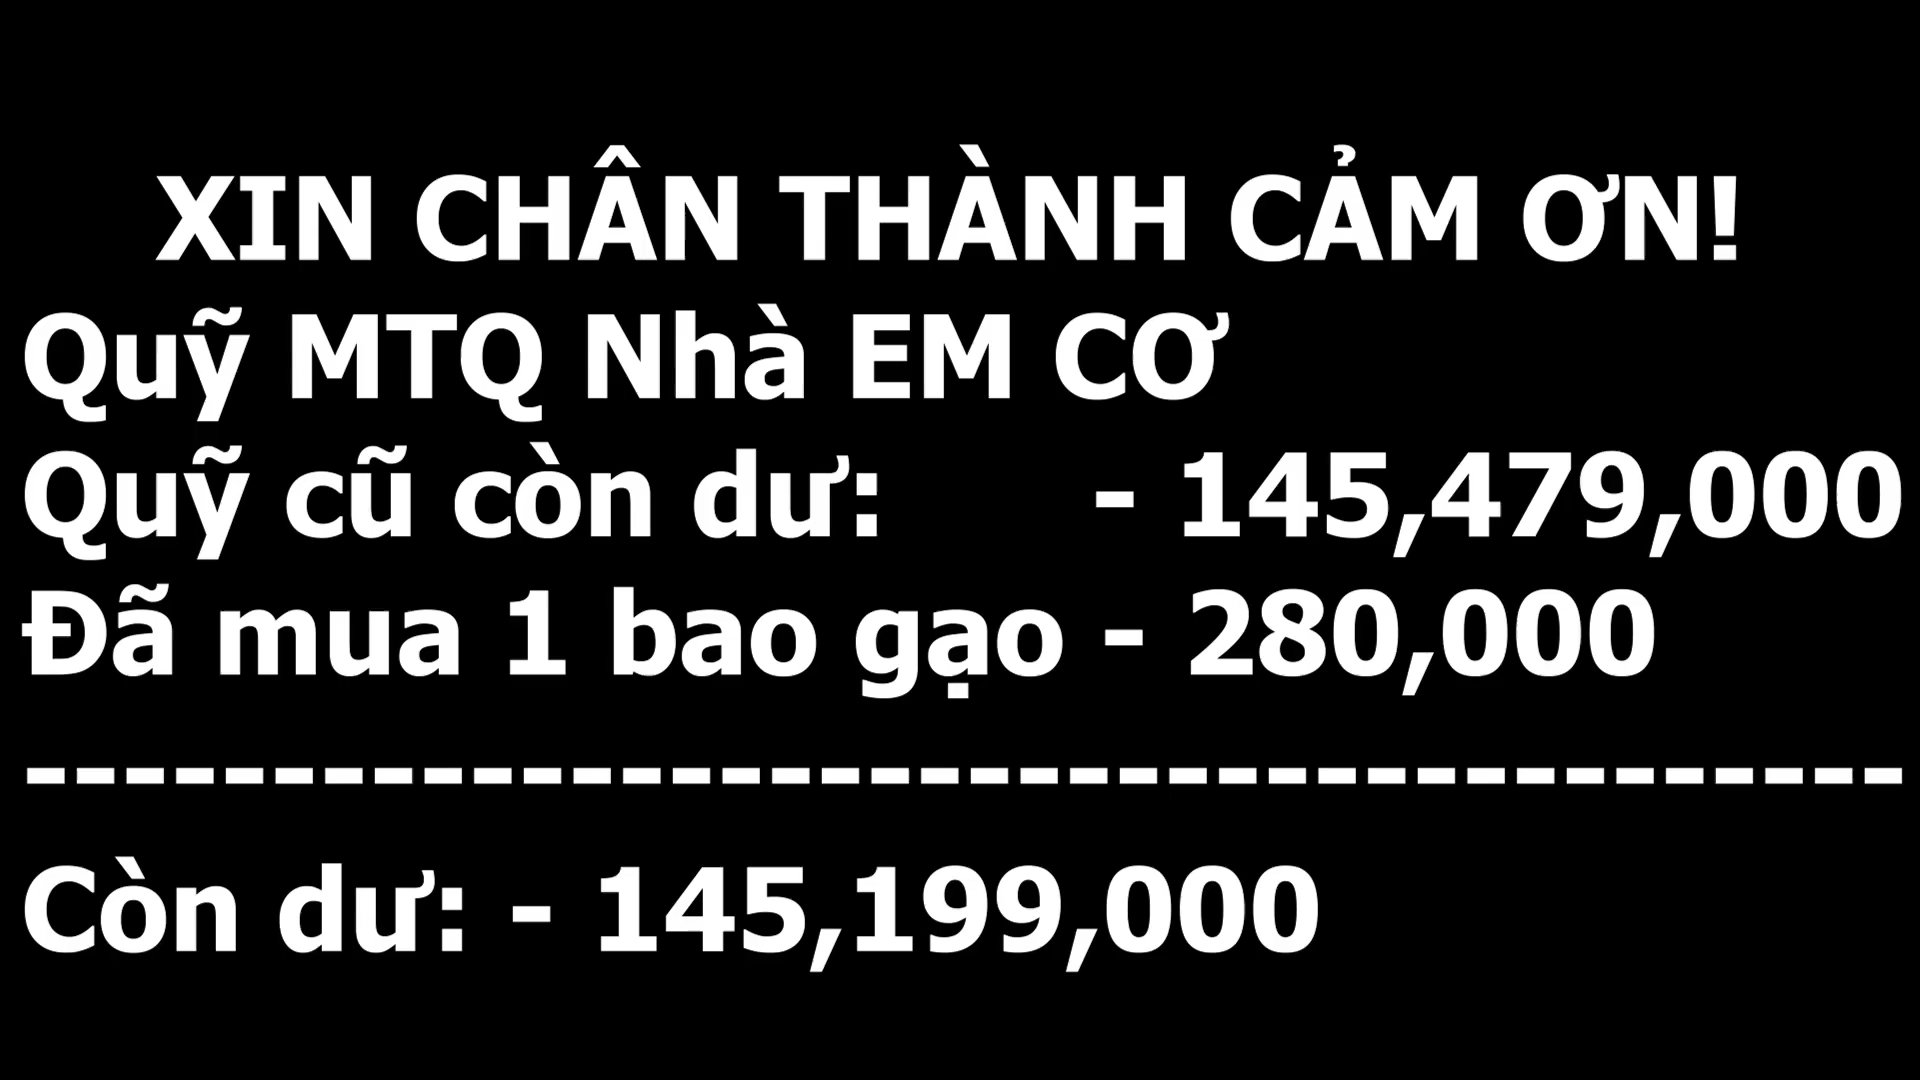 XIN CHÂN THÀNH CẢM ƠN!
Quỹ MTQ Nhà EM CƠ
Quỹ cũ còn dư: - 145,479,000
Đã mua 1 bao gạo - 280,000
--------------------------------------
Còn dư: - 145,199,000